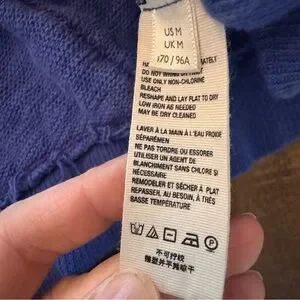 US M
UK M
170 / 96A
DO NOT WRING OR TWIST
USE ONLY NON-CHLORINE
BLEACH
RESHAPE AND LAY FLAT TO DRY
LOW IRON AS NEEDED
MAY BE DRY CLEANED
LAVER À LA MAIN À L'EAU FROIDE
SÉPARÉMEN
NE PAS TORDRE OU ESSORER
UTILISER UN AGENT DE
BLANCHIMENT SANS CHLORE SI
NÉCESSAIRE
REMODELER ET SÉCHER À PLAT
REPASSER, AU BESOIN, À TRÈS
BASSE TEMPÉRATURE
不可拧绞